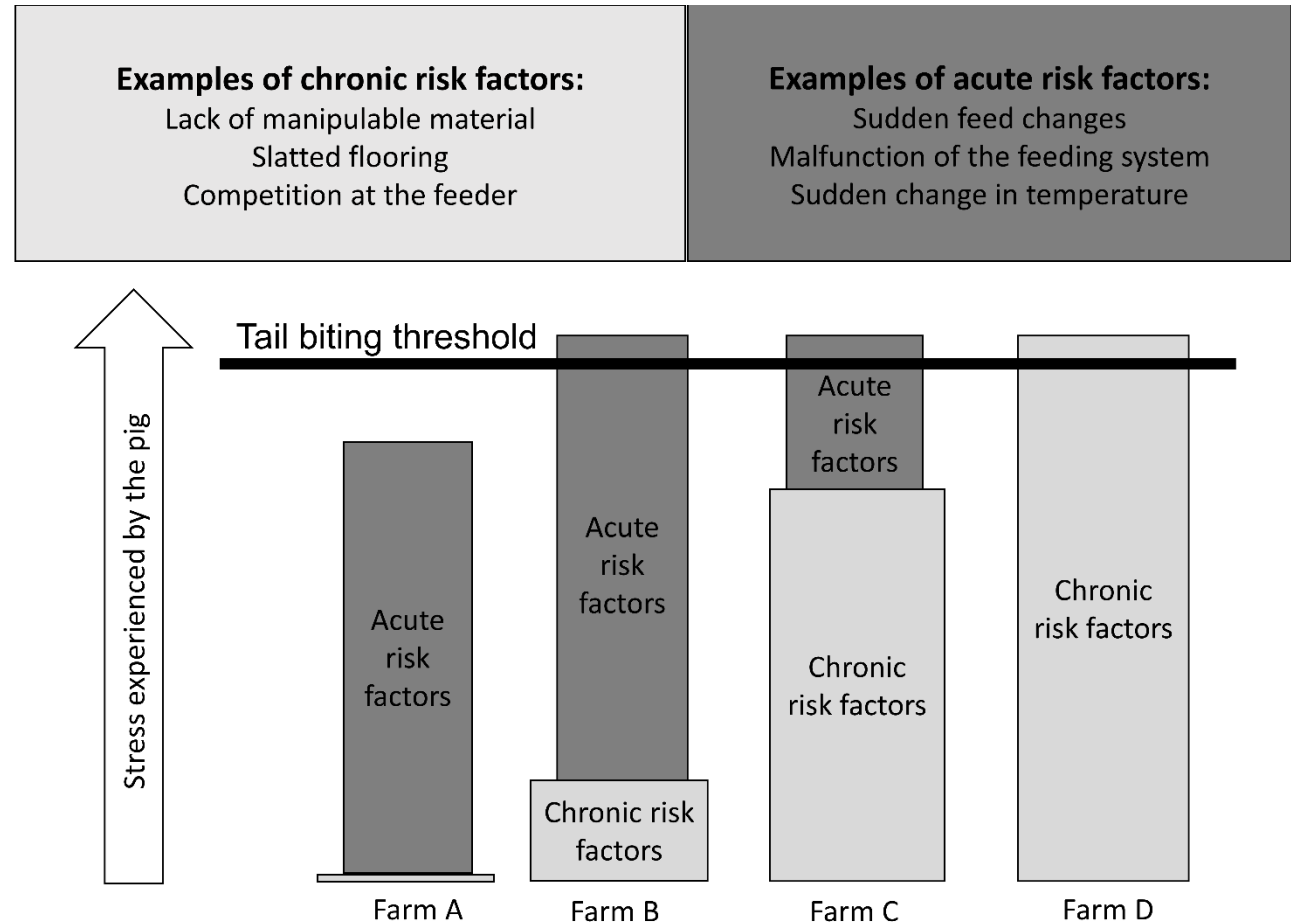 Examples of chronic risk factors:
Lack of manipulable material
Slatted flooring
Competition at the feeder
Examples of acute risk factors:
Sudden feed changes
Malfunction of the feeding system
Sudden change in temperature
Stress experienced by the pig
Tail biting threshold
Acute
risk
factors
Farm A
Acute
risk
factors
Chronic risk
factors
Farm B
Acute
risk
factors
Chronic
risk factors
Farm C
Chronic
risk factors
Farm D